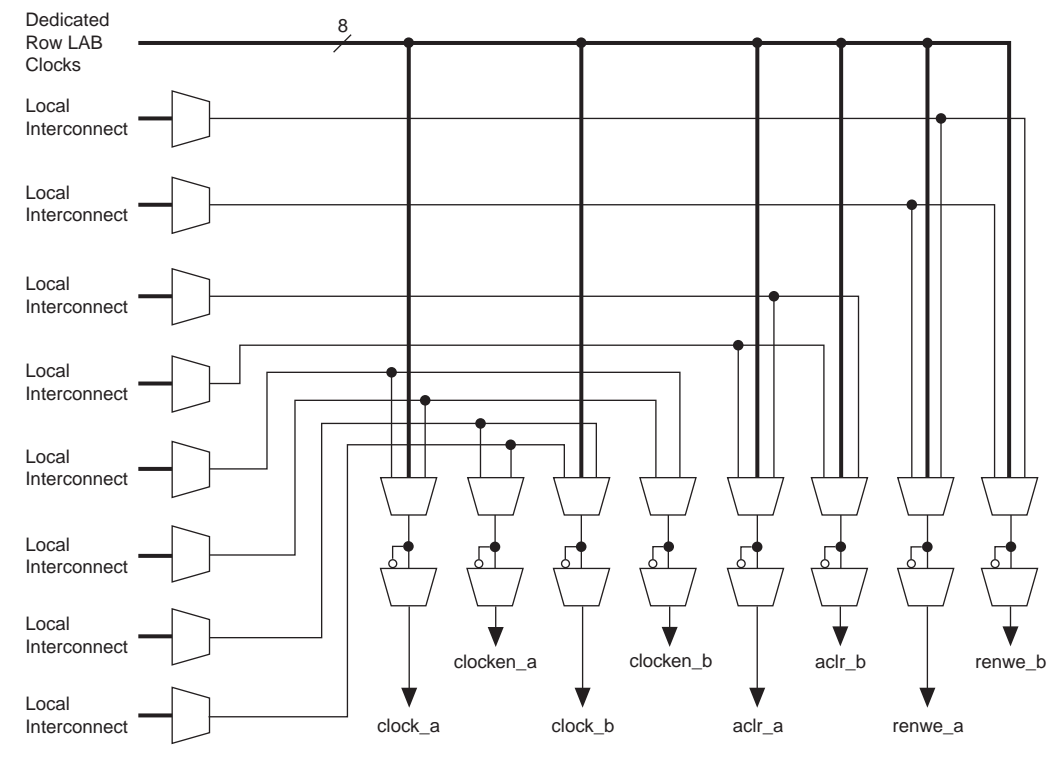 Dedicated
Row LAB
Clocks
8
Local
Interconnect
Local
Interconnect
Local
Interconnect
Local
Interconnect
Local
Interconnect
Local
Interconnect
Local
Interconnect
Local
Interconnect
clocken_a
clocken_b
aclr_b
renwe_b
clock_a
clock_b
aclr_a
renwe_a